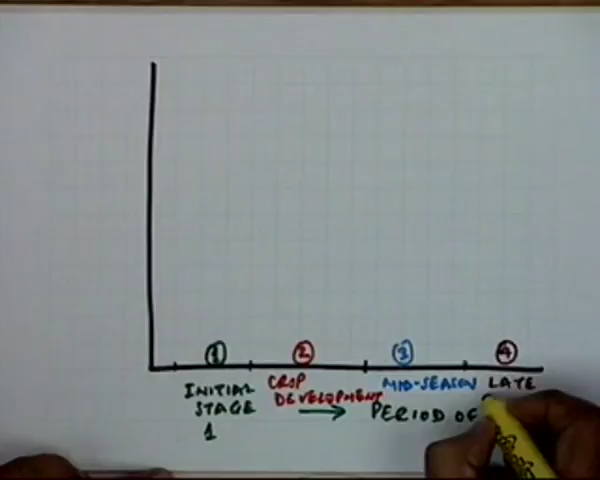 1 2 3 4
INITIAL CROP MID-SEASON LATE
STAGE DEVELOPMENT
1 → PERIOD OF